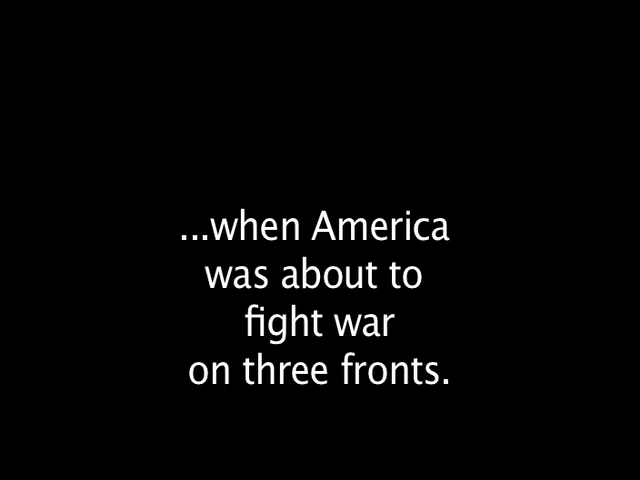 ...when America
was about to
fight war
on three fronts.